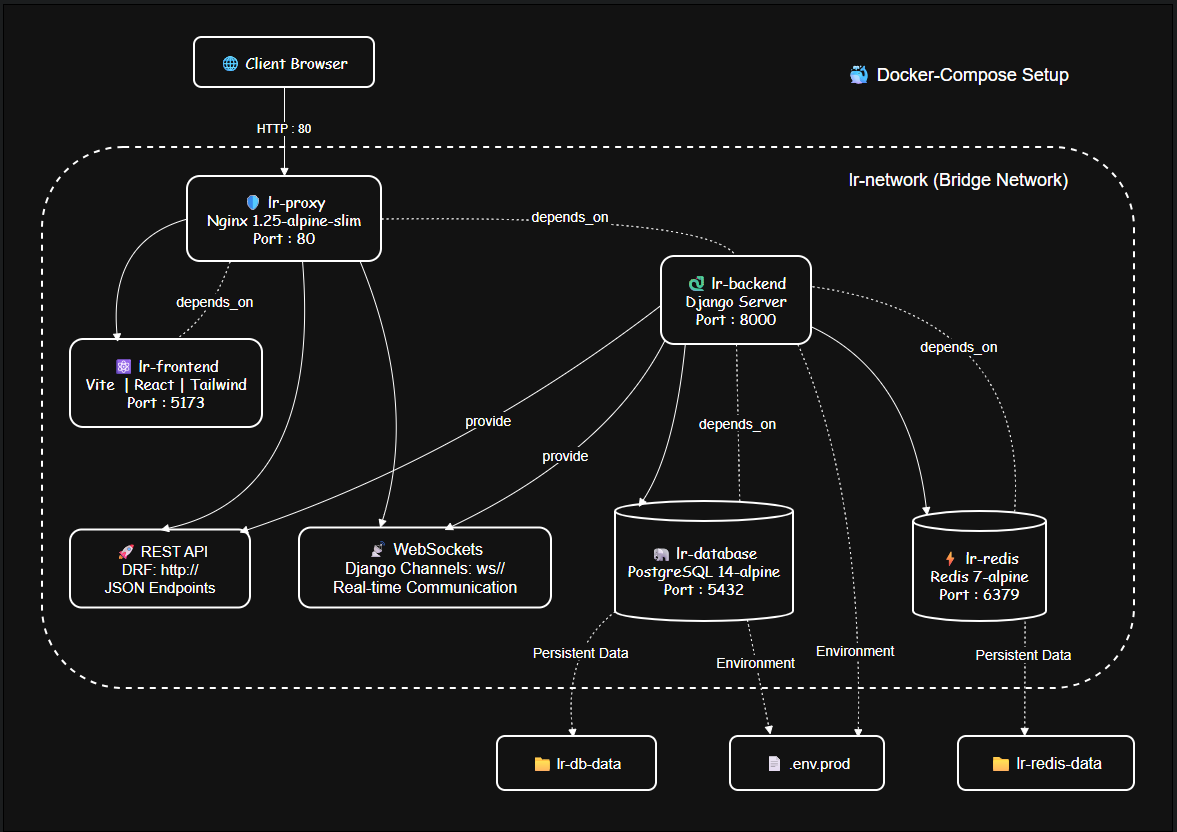 Client Browser
Docker-Compose Setup
HTTP : 80
lr-network (Bridge Network)
lr-proxy
Nginx 1.25-alpine-slim
Port : 80
depends_on
depends_on
lr-backend
Django Server
Port : 8000
depends_on
lr-frontend
Vite | React | Tailwind
Port : 5173
provide
depends_on
provide
REST API
DRF: http://
JSON Endpoints
WebSockets
Django Channels: ws//
Real-time Communication
lr-database
PostgreSQL 14-alpine
Port : 5432
lr-redis
Redis 7-alpine
Port : 6379
Persistent Data
Environment
Environment
Persistent Data
lr-db-data
.env.prod
lr-redis-data